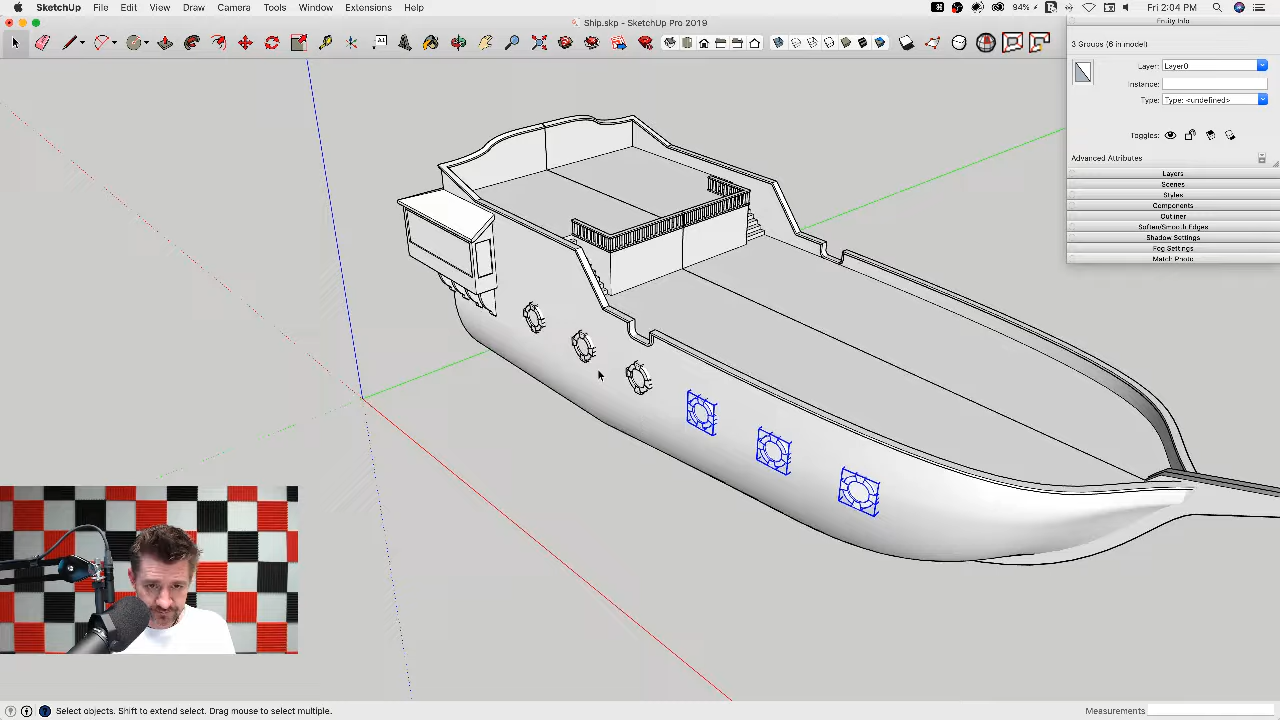 SketchUp File Edit View Draw Camera Tools Window Extensions Help
94% Fri 2:04 PM
Ship.skp - SketchUp Pro 2019
Entity Info
3 Groups (6 in model)
Layer: Layer0
Instance:
Type: Type: <undefined>
Toggles:
Advanced Attributes
Layers
Scenes
Styles
Components
Outliner
Soften/Smooth Edges
Shadow Settings
Fog Settings
Match Photo
Select objects. Shift to extend select. Drag mouse to select multiple.
Measurements